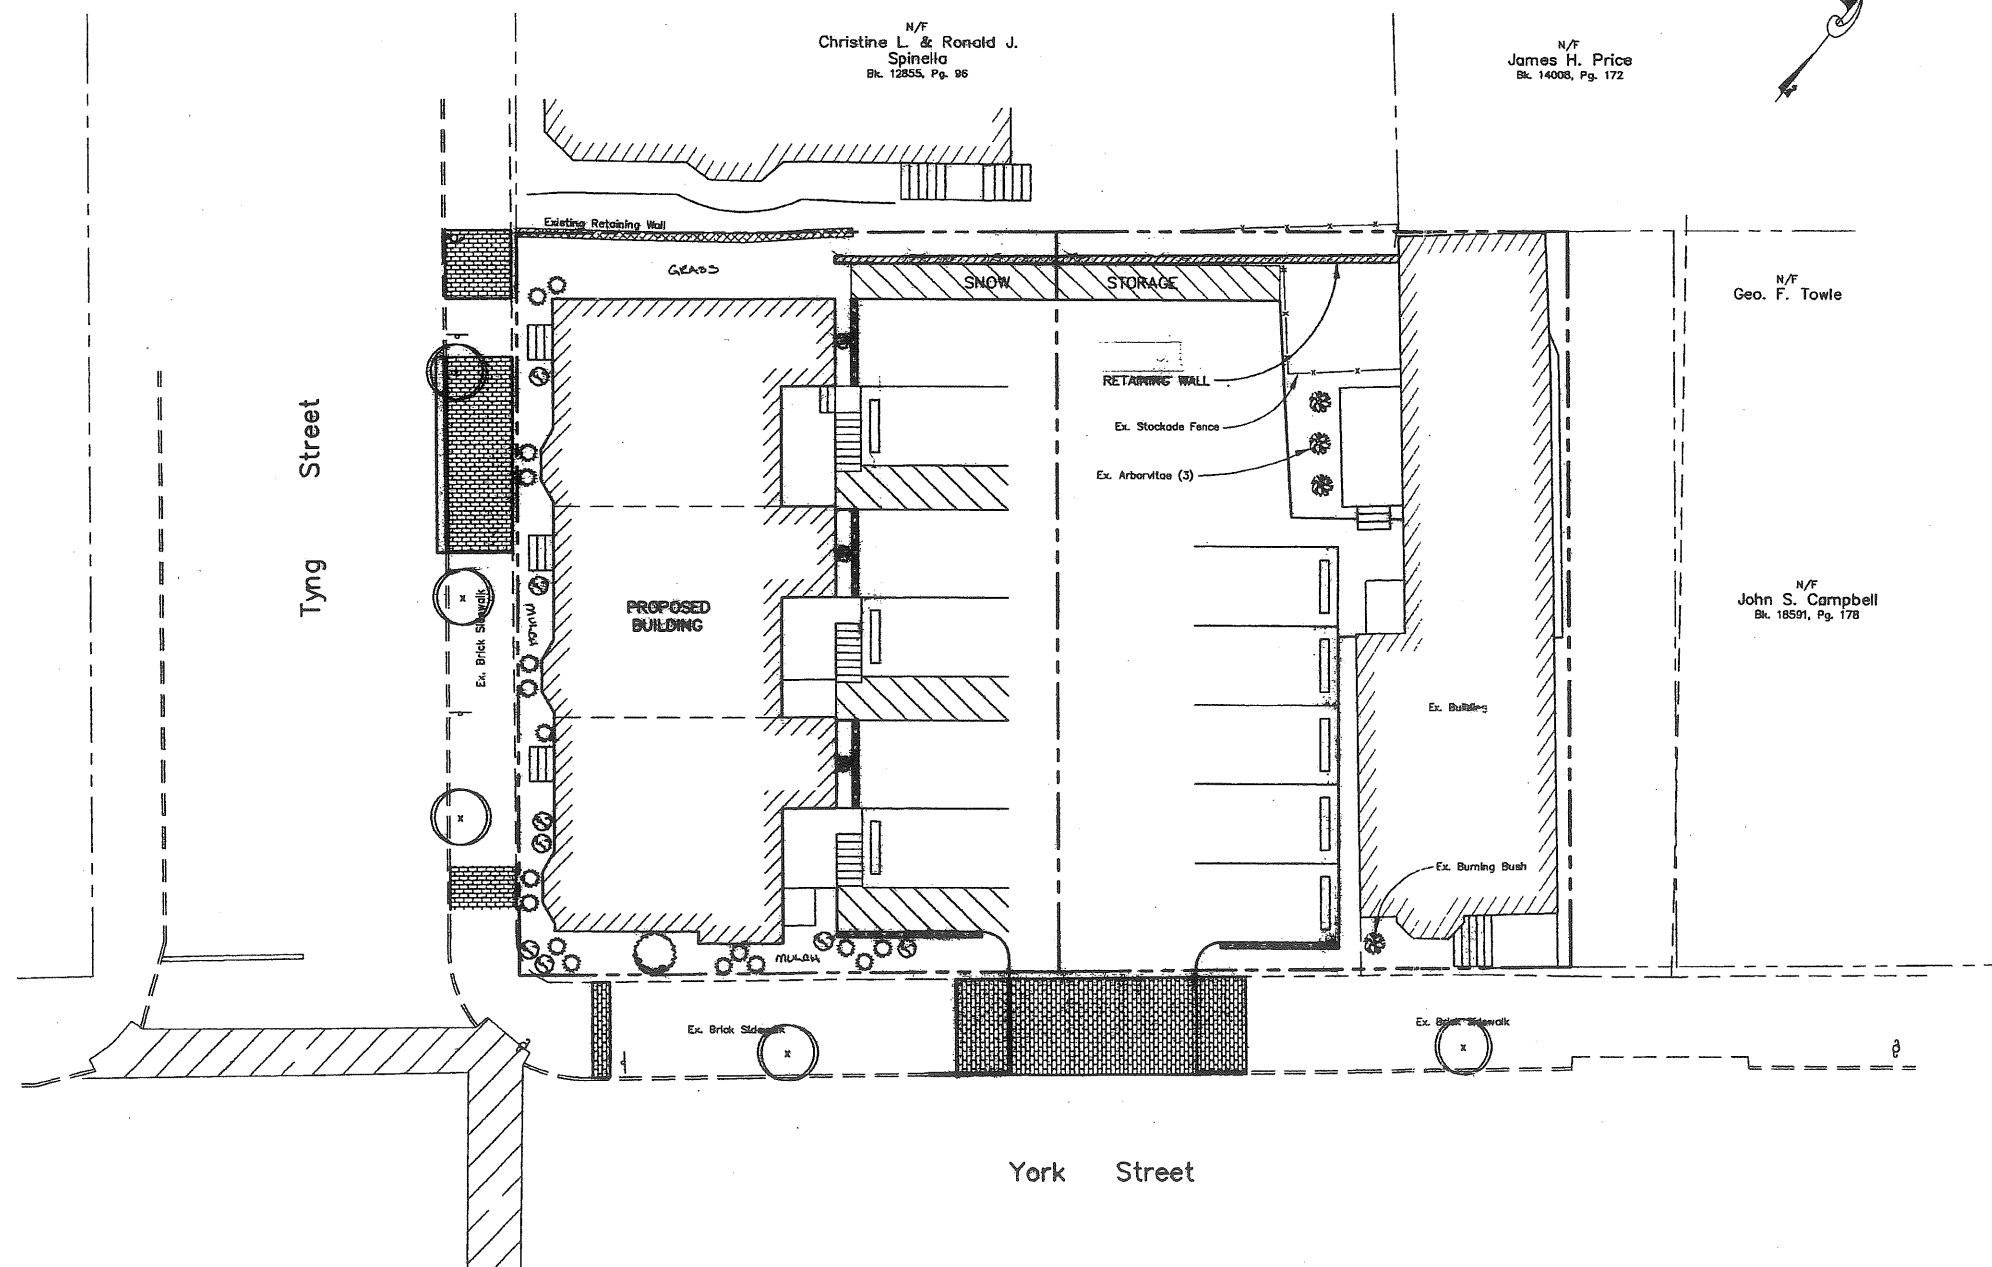 N/F
Christine L. & Ronald J.
Spinella
Bk. 12855, Pg. 96
N/F
James H. Price
Bk. 14008, Pg. 172
Existing Retaining Wall
GRASS
SNOW STORAGE
N/F
Geo. F. Towle
RETAINING WALL
Ex. Stockade Fence
Ex. Arborvitae (3)
Tyng Street
Ex. Brick Sidewalk
MULCH
PROPOSED
BUILDING
N/F
John S. Campbell
Bk. 18591, Pg. 178
Ex. Building
Ex. Burning Bush
MULCH
Ex. Brick Sidewalk
Ex. Brick Sidewalk
York Street